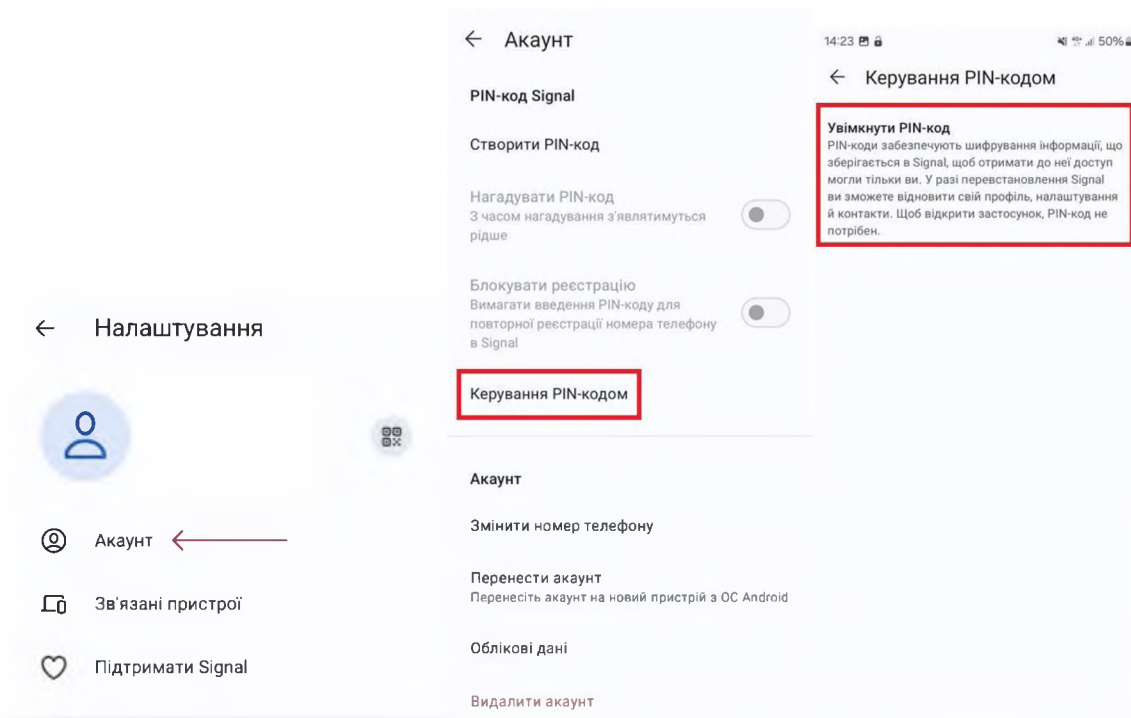 Налаштування
Акаунт
Зв'язані пристрої
Підтримати Signal
Акаунт
PIN-код Signal
Створити PIN-код
Нагадувати PIN-код
З часом нагадування з'являтимуться
рідше
Блокувати реєстрацію
Вимагати введення PIN-коду для
повторної реєстрації номера телефону
в Signal
Керування PIN-кодом
Акаунт
Змінити номер телефону
Перенести акаунт
Перенесіть акаунт на новий пристрій з ОС Android
Облікові дані
Видалити акаунт
14:23 50%
Керування PIN-кодом
Увімкнути PIN-код
PIN-коди забезпечують шифрування інформації, що
зберігається в Signal, щоб отримати до неї доступ
могли тільки ви. У разі перевстановлення Signal
ви зможете відновити свій профіль, налаштування
й контакти. Щоб відкрити застосунок, PIN-код не
потрібен.